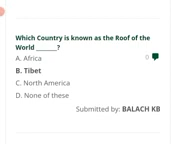 Which Country is known as the Roof of the
World _______?
A. Africa
0
B. Tibet
C. North America
D. None of these
Submitted by: BALACH KB